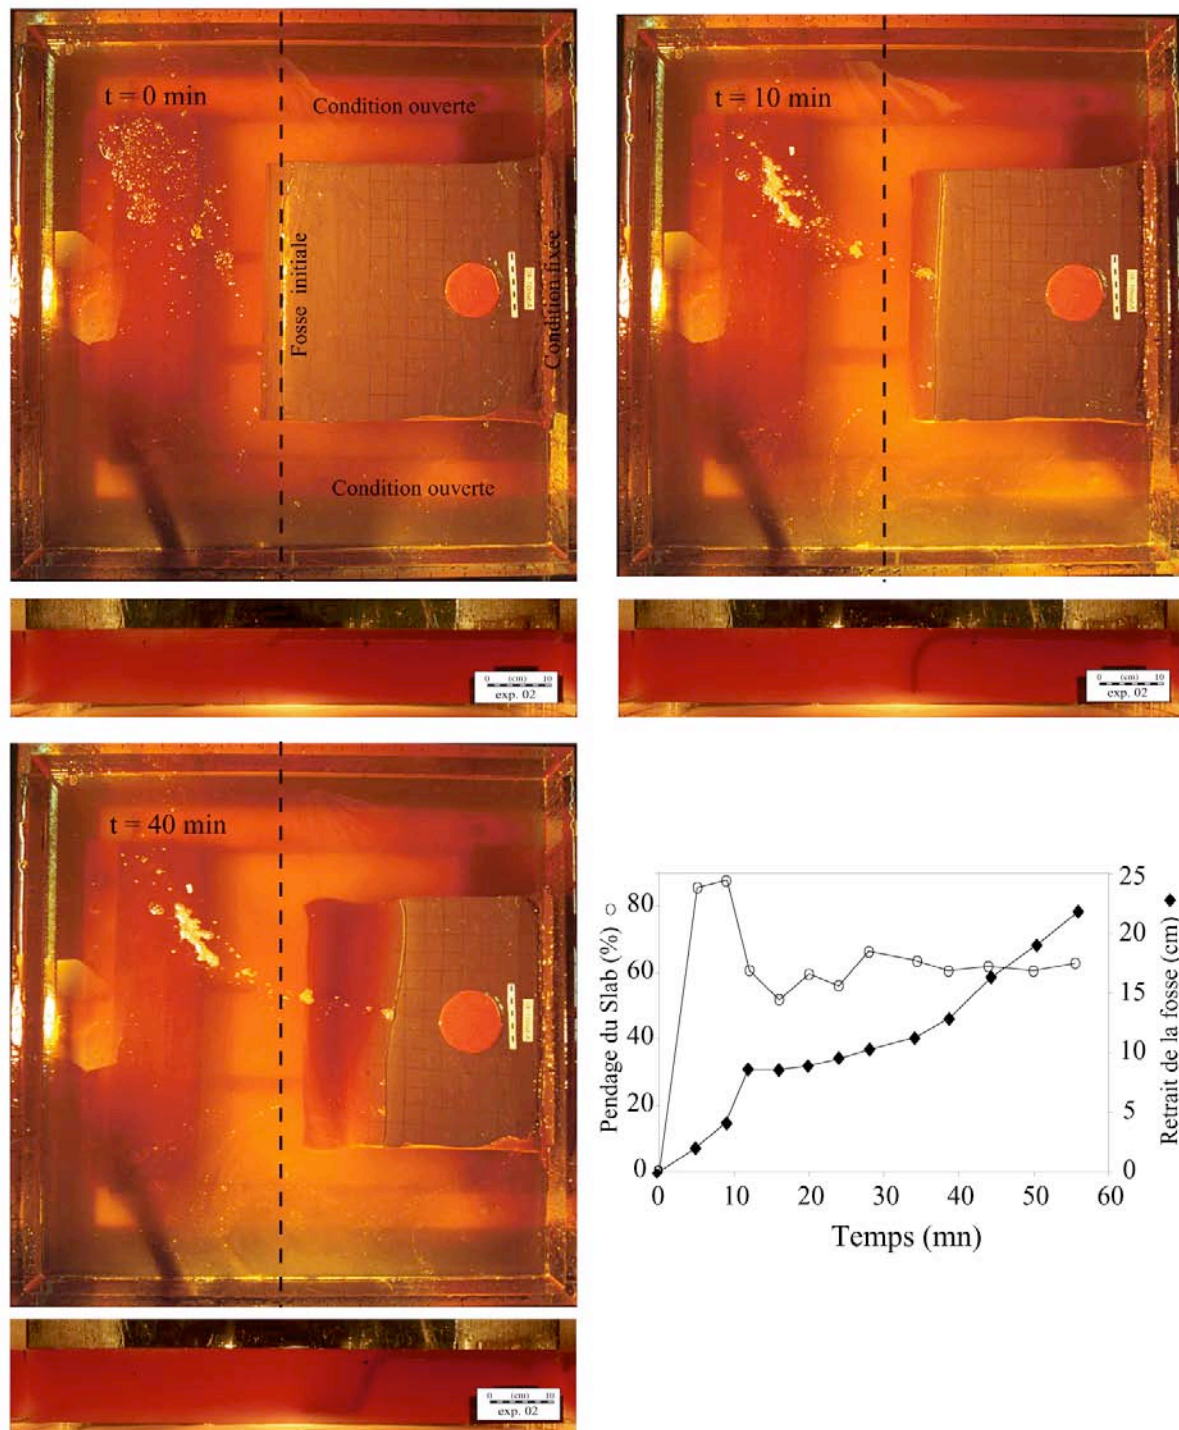 t = 0 min
Condition ouverte
Fosse initiale
Condition fixée
Condition ouverte
0 (cm) 10
exp. 02
t = 10 min
0 (cm) 10
exp. 02
t = 40 min
0 (cm) 10
exp. 02
Pendage du Slab (%)
80
60
40
20
0
25
20
15
10
5
0
Retrait de la fosse (cm)
0 10 20 30 40 50 60
Temps (mn)